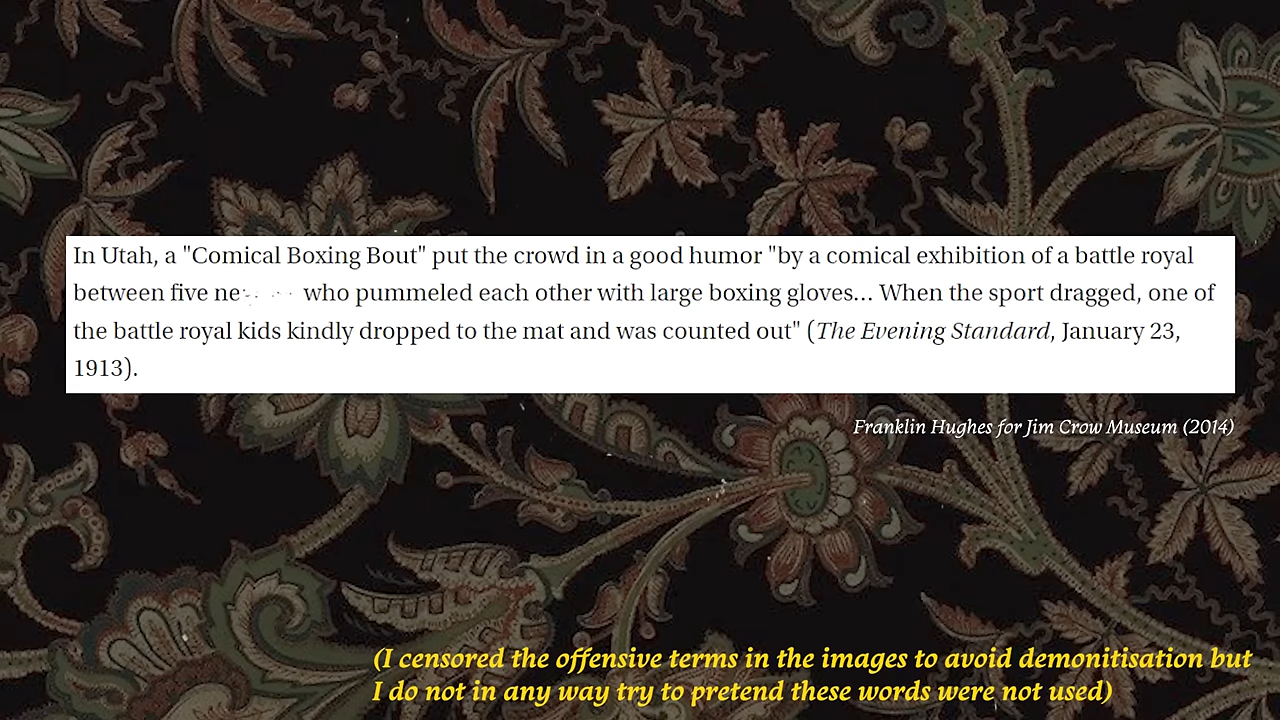 In Utah, a "Comical Boxing Bout" put the crowd in a good humor "by a comical exhibition of a battle royal
between five ne who pummeled each other with large boxing gloves... When the sport dragged, one of
the battle royal kids kindly dropped to the mat and was counted out" (The Evening Standard, January 23,
1913).
Franklin Hughes for Jim Crow Museum (2014)
(I censored the offensive terms in the images to avoid demonitisation but
I do not in any way try to pretend these words were not used)